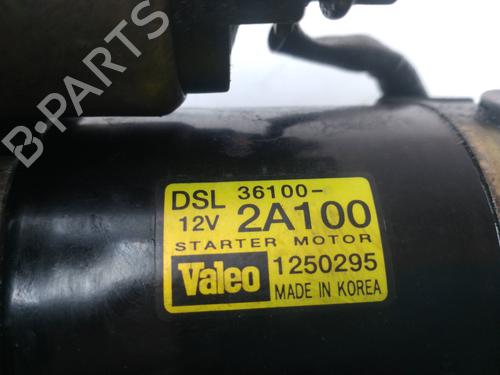 B-PARTS
DSL 36100-
12V 2A100
STARTER MOTOR
Valeo 1250295
MADE IN KOREA